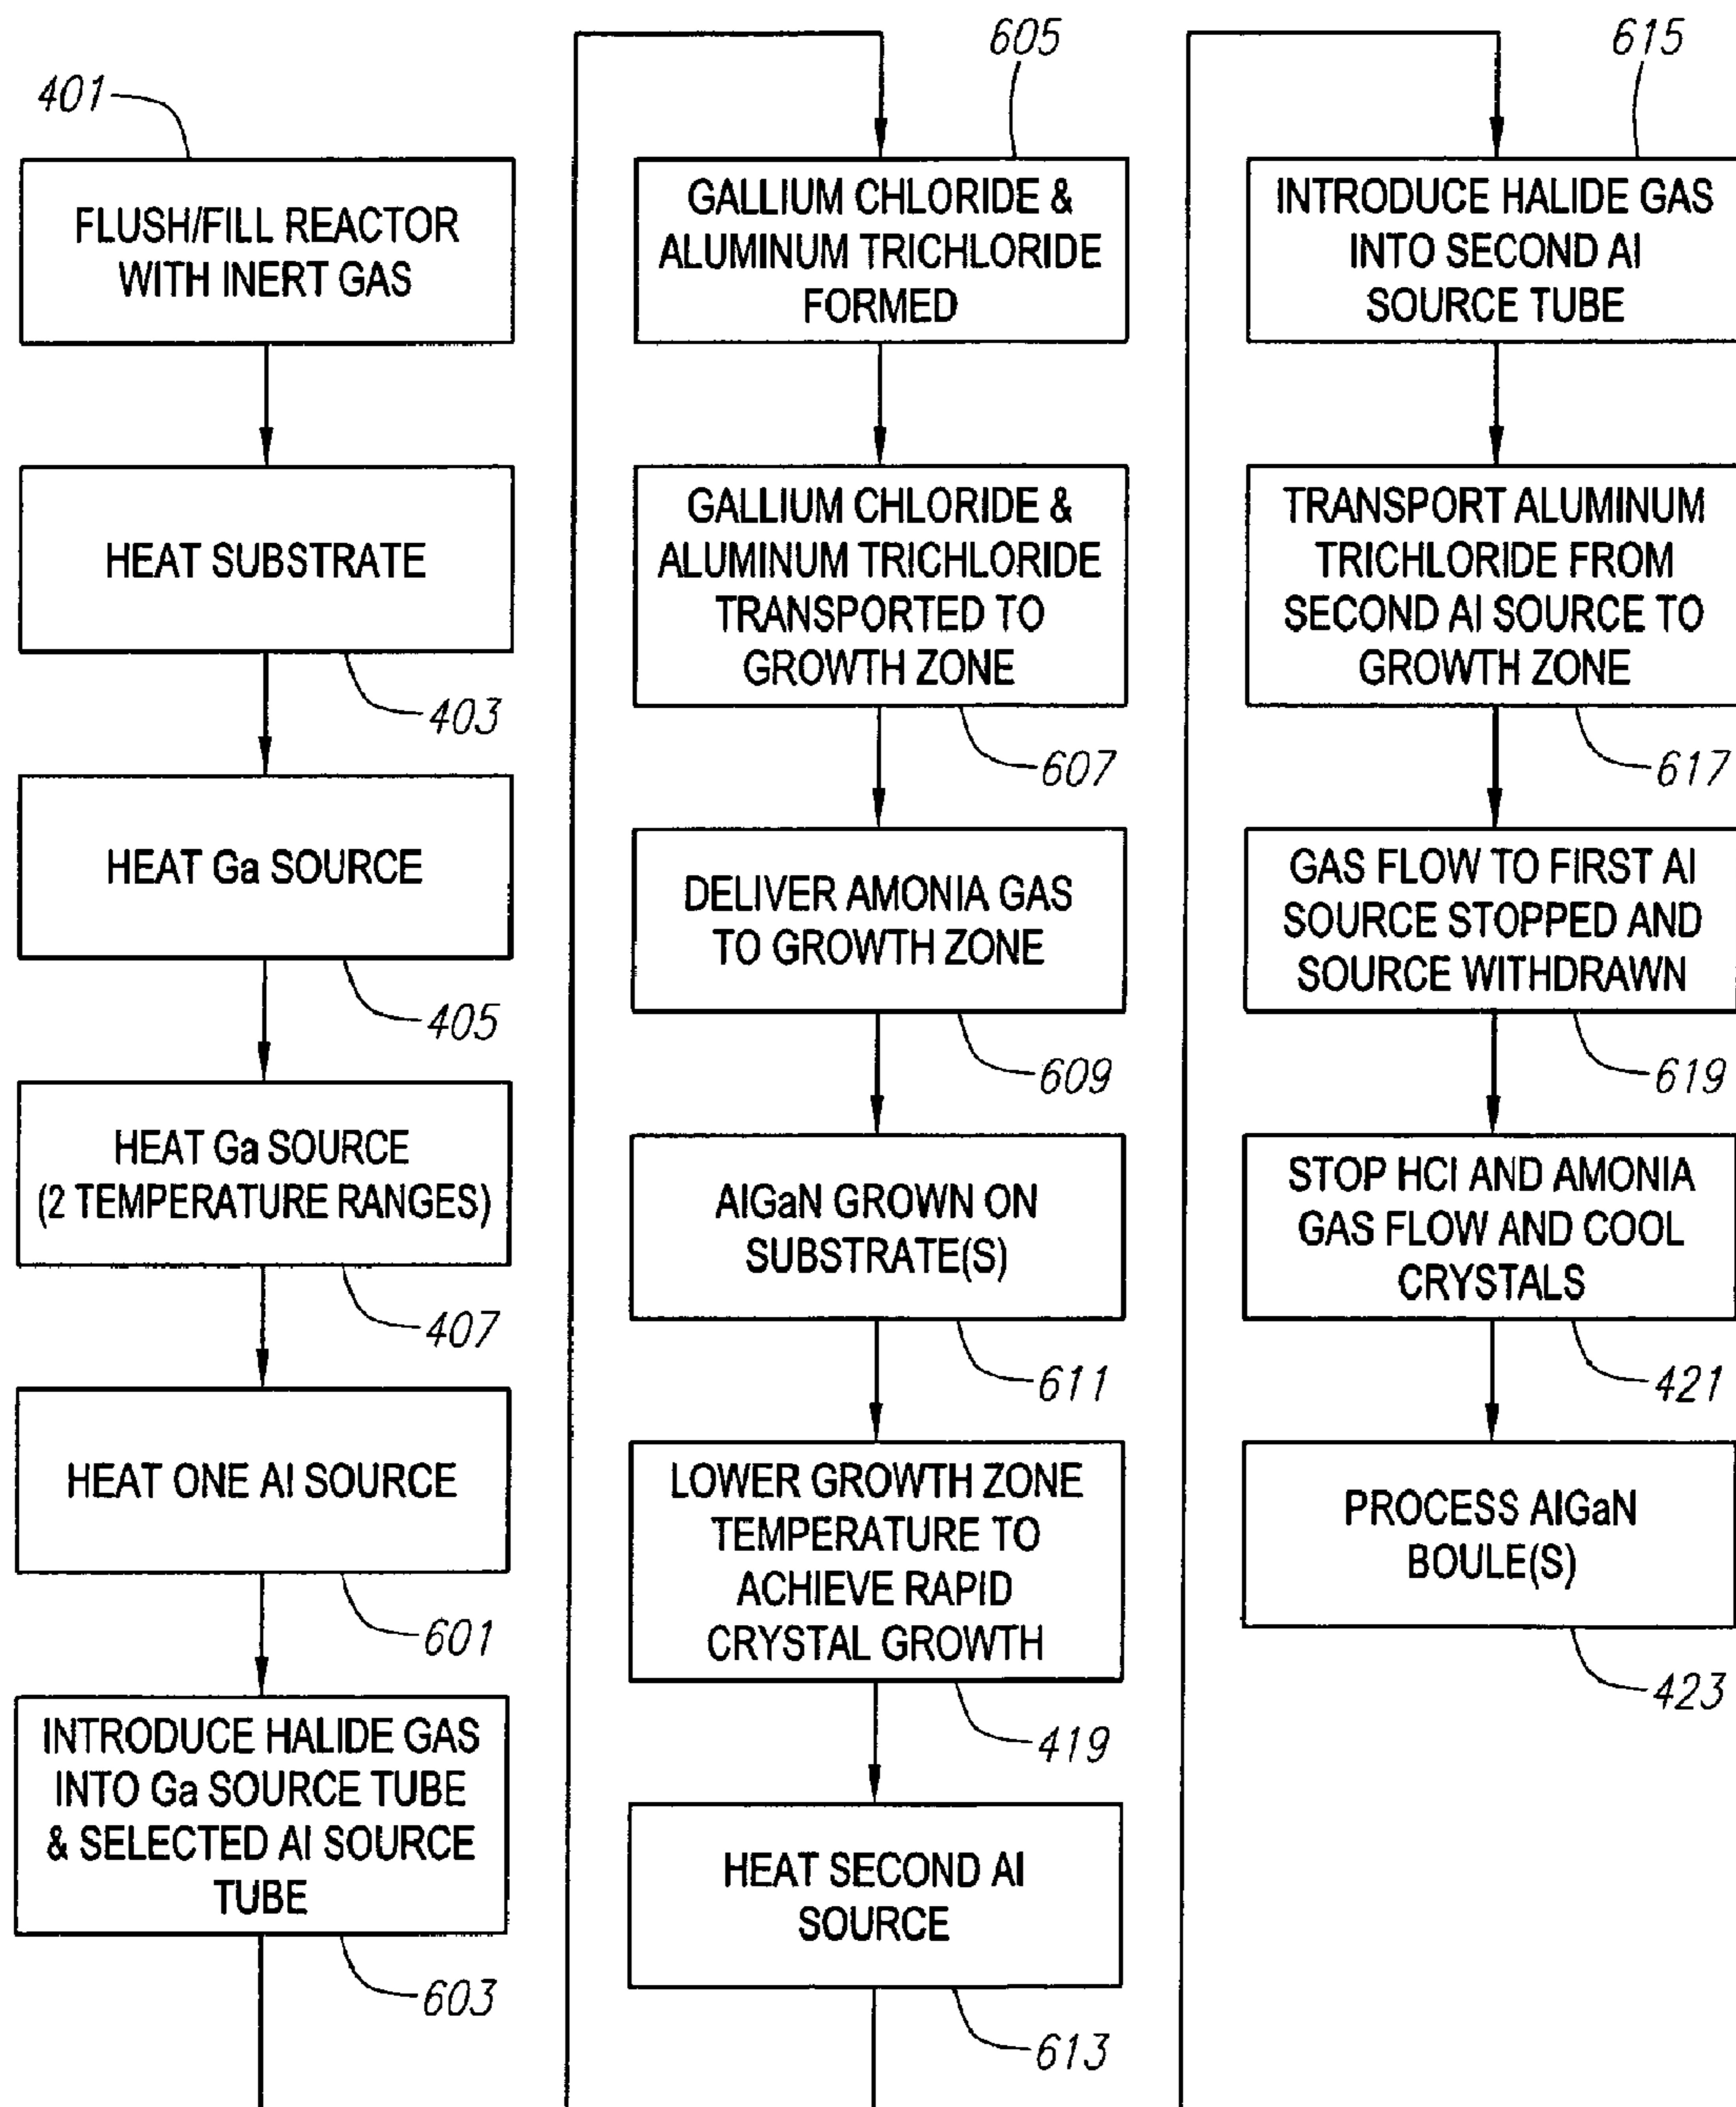 401
FLUSH/FILL REACTOR
WITH INERT GAS
HEAT SUBSTRATE
403
HEAT Ga SOURCE
405
HEAT Ga SOURCE
(2 TEMPERATURE RANGES)
407
HEAT ONE Al SOURCE
601
INTRODUCE HALIDE GAS
INTO Ga SOURCE TUBE
& SELECTED Al SOURCE
TUBE
603
605
GALLIUM CHLORIDE &
ALUMINUM TRICHLORIDE
FORMED
GALLIUM CHLORIDE &
ALUMINUM TRICHLORIDE
TRANSPORTED TO
GROWTH ZONE
607
DELIVER AMONIA GAS
TO GROWTH ZONE
609
AlGaN GROWN ON
SUBSTRATE(S)
611
LOWER GROWTH ZONE
TEMPERATURE TO
ACHIEVE RAPID
CRYSTAL GROWTH
419
HEAT SECOND Al
SOURCE
613
615
INTRODUCE HALIDE GAS
INTO SECOND Al
SOURCE TUBE
TRANSPORT ALUMINUM
TRICHLORIDE FROM
SECOND Al SOURCE TO
GROWTH ZONE
617
GAS FLOW TO FIRST Al
SOURCE STOPPED AND
SOURCE WITHDRAWN
619
STOP HCl AND AMONIA
GAS FLOW AND COOL
CRYSTALS
421
PROCESS AlGaN
BOULE(S)
423